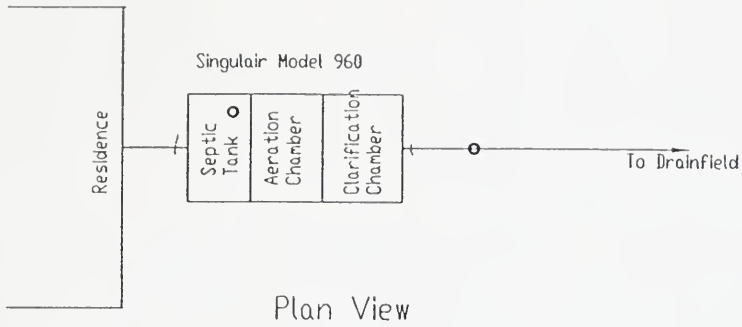 Singulair Model 960
Residence
Septic
Tank
Aeration
Chamber
Clarification
Chamber
To Drainfield
Plan View